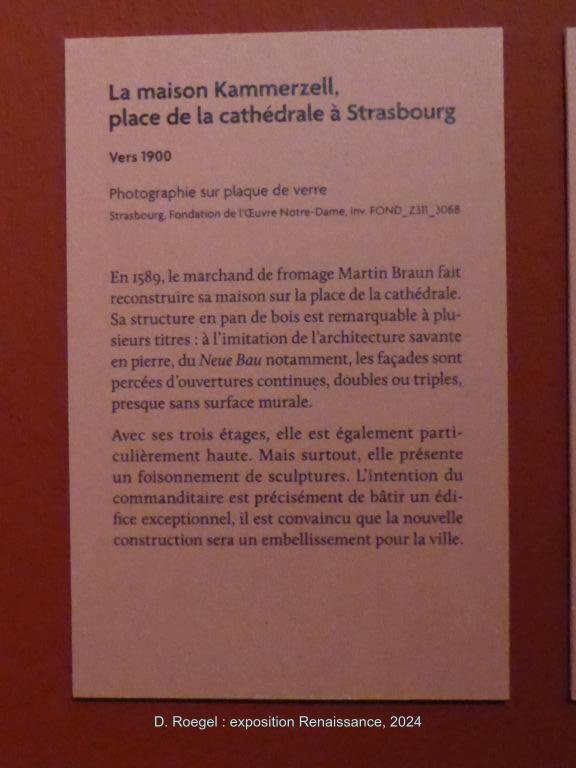 La maison Kammerzell,
place de la cathédrale à Strasbourg
Vers 1900
Photographie sur plaque de verre
Strasbourg, Fondation de l'Œuvre Notre-Dame, inv. FOND_Z311_3068
En 1589, le marchand de fromage Martin Braun fait
reconstruire sa maison sur la place de la cathédrale.
Sa structure en pan de bois est remarquable à plu-
sieurs titres : à l'imitation de l'architecture savante
en pierre, du Neue Bau notamment, les façades sont
percées d'ouvertures continues, doubles ou triples,
presque sans surface murale.
Avec ses trois étages, elle est également parti-
culièrement haute. Mais surtout, elle présente
un foisonnement de sculptures. L'intention du
commanditaire est précisément de bâtir un édi-
fice exceptionnel, il est convaincu que la nouvelle
construction sera un embellissement pour la ville.
D. Roegel : exposition Renaissance, 2024